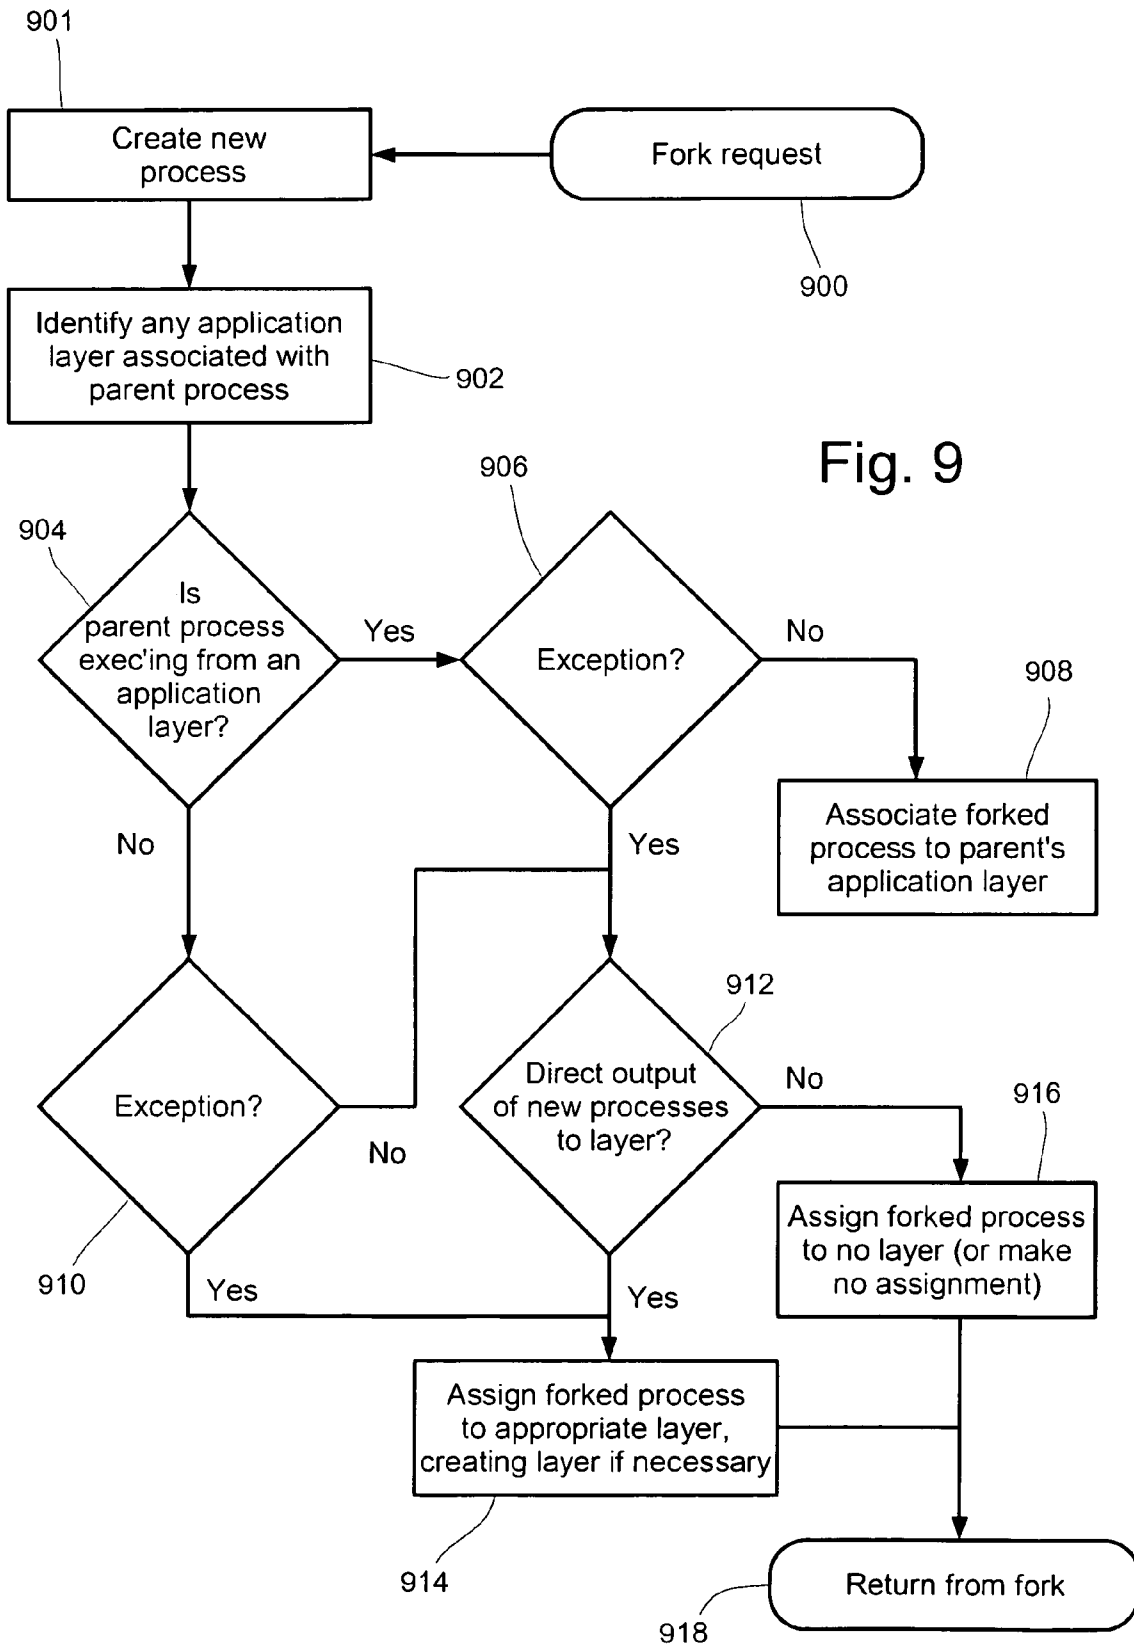 901
Create new
process
Fork request
900
Identify any application
layer associated with
parent process
902
Fig. 9
904
Is
parent process
exec'ing from an
application
layer?
Yes
906
Exception?
No
908
Associate forked
process to parent's
application layer
No
Yes
910
Exception?
No
Yes
912
Direct output
of new processes
to layer?
No
Yes
916
Assign forked process
to no layer (or make
no assignment)
Assign forked process
to appropriate layer,
creating layer if necessary
914
Return from fork
918